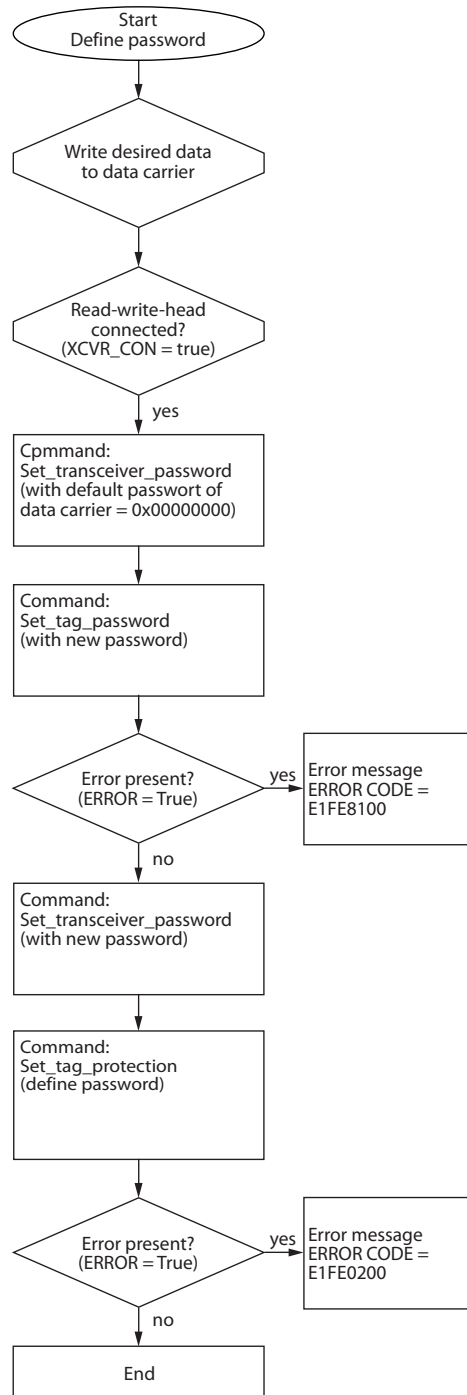 Start
Define password
Write desired data
to data carrier
Read-write-head
connected?
(XCVR_CON = true)
yes
Cpmmand:
Set_transceiver_password
(with default passwort of
data carrier = 0x00000000)
Command:
Set_tag_password
(with new password)
Error present?
(ERROR = True)
yes
Error message
ERROR CODE =
E1FE8100
no
Command:
Set_transceiver_password
(with new password)
Command:
Set_tag_protection
(define password)
Error present?
(ERROR = True)
yes
Error message
ERROR CODE =
E1FE0200
no
End